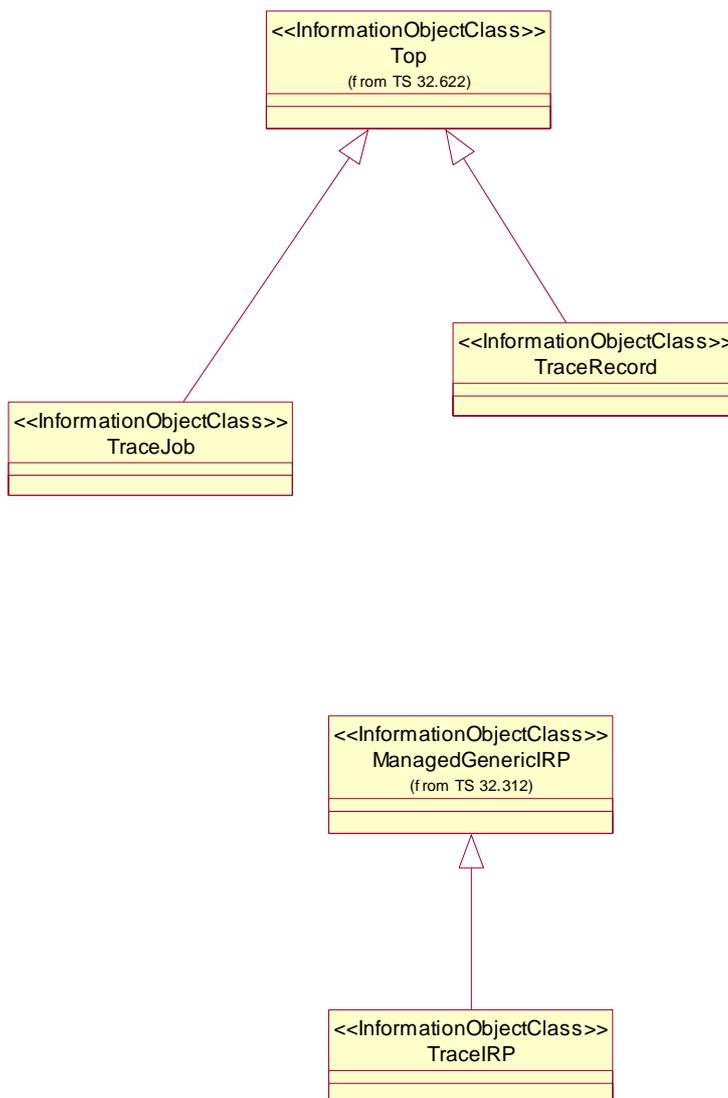 <<InformationObjectClass>>
Top
(from TS 32.622)
<<InformationObjectClass>>
TraceRecord
<<InformationObjectClass>>
TraceJob
<<InformationObjectClass>>
ManagedGenericIRP
(from TS 32.312)
<<InformationObjectClass>>
TraceIRP